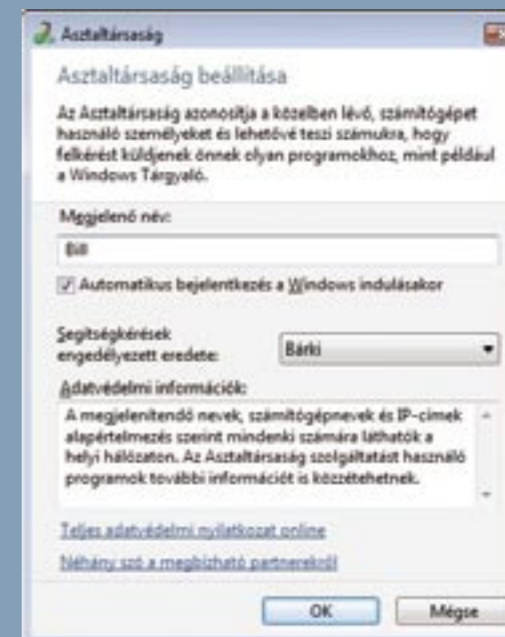 Asztaltársaság
Asztaltársaság beállítása
Az Asztaltársaság azonosítja a közelben lévő, számítógépet
használó személyeket és lehetővé teszi számukra, hogy
felkérést küldjenek önnek olyan programokhoz, mint például
a Windows Tárgyaló.
Megjelenő név:
Bill
Automatikus bejelentkezés a Windows indulásakor
Segítségkérések
engedélyezett eredete:
Bárki
Adatvédelmi információk:
A megjelenítendő nevek, számítógépnevek és IP-címek
alapértelmezés szerint mindenki számára láthatók a
helyi hálózaton. Az Asztaltársaság szolgáltatást használó
programok további információt is közzétehetnek.
Teljes adatvédelmi nyilatkozat online
Néhány szó a megbízható partnerekről
OK
Mégse